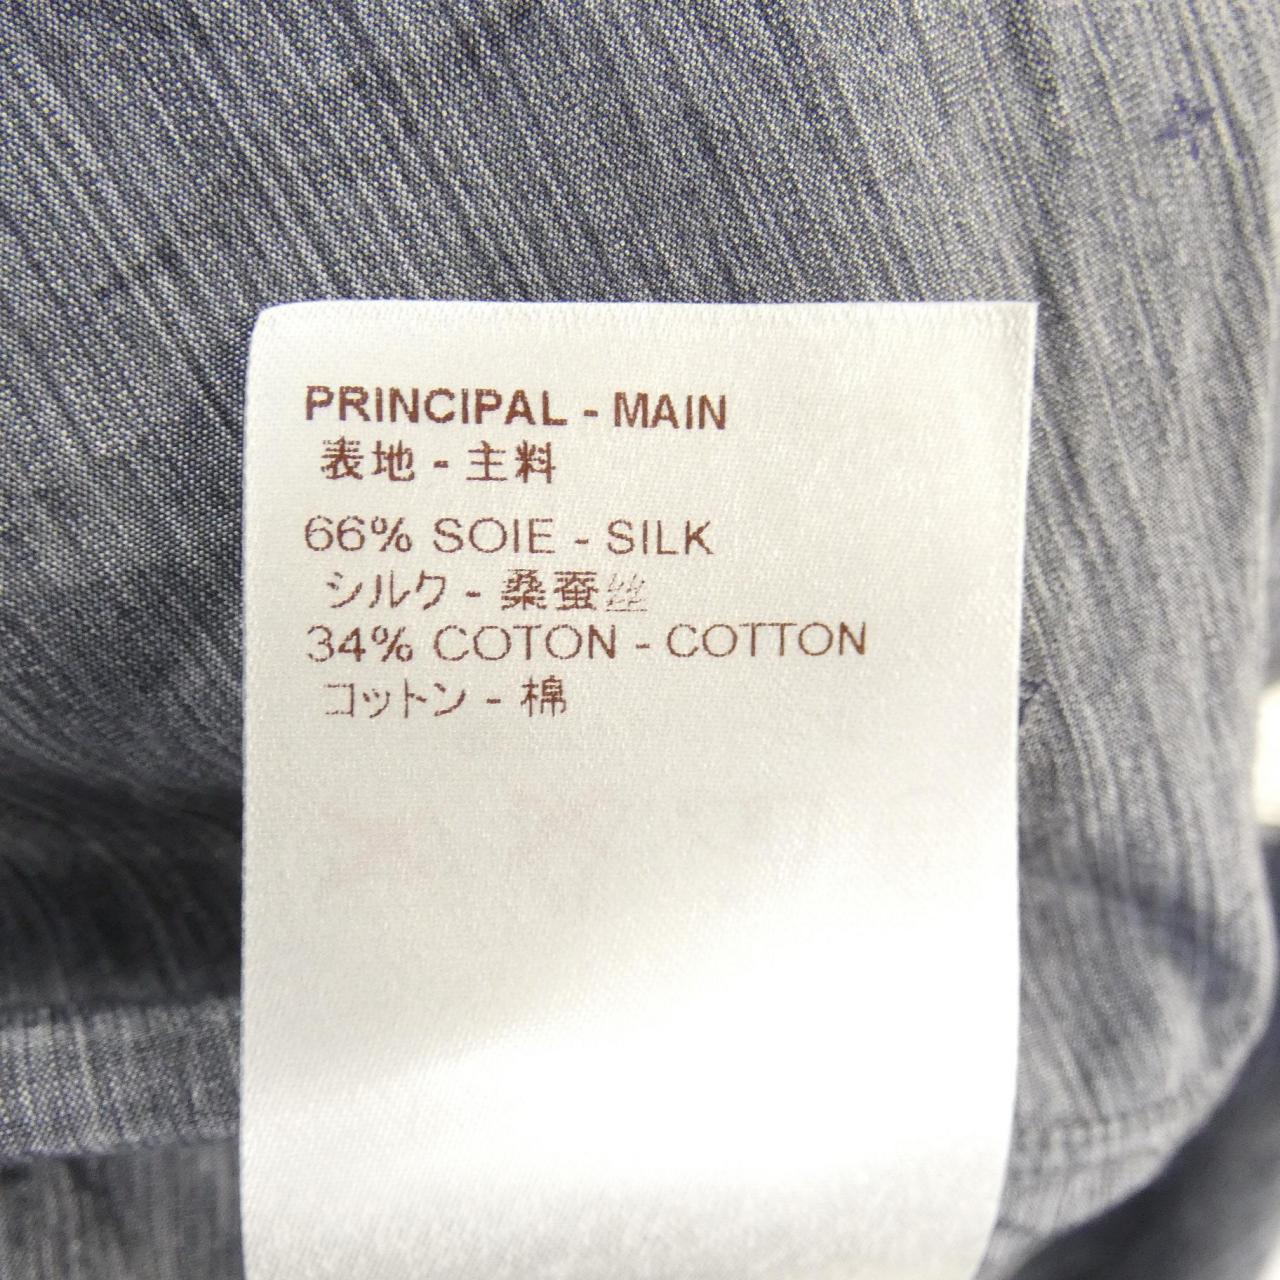 PRINCIPAL - MAIN
表地 - 主料
66% SOIE - SILK
シルク - 桑蚕丝
34% COTON - COTTON
コットン - 棉